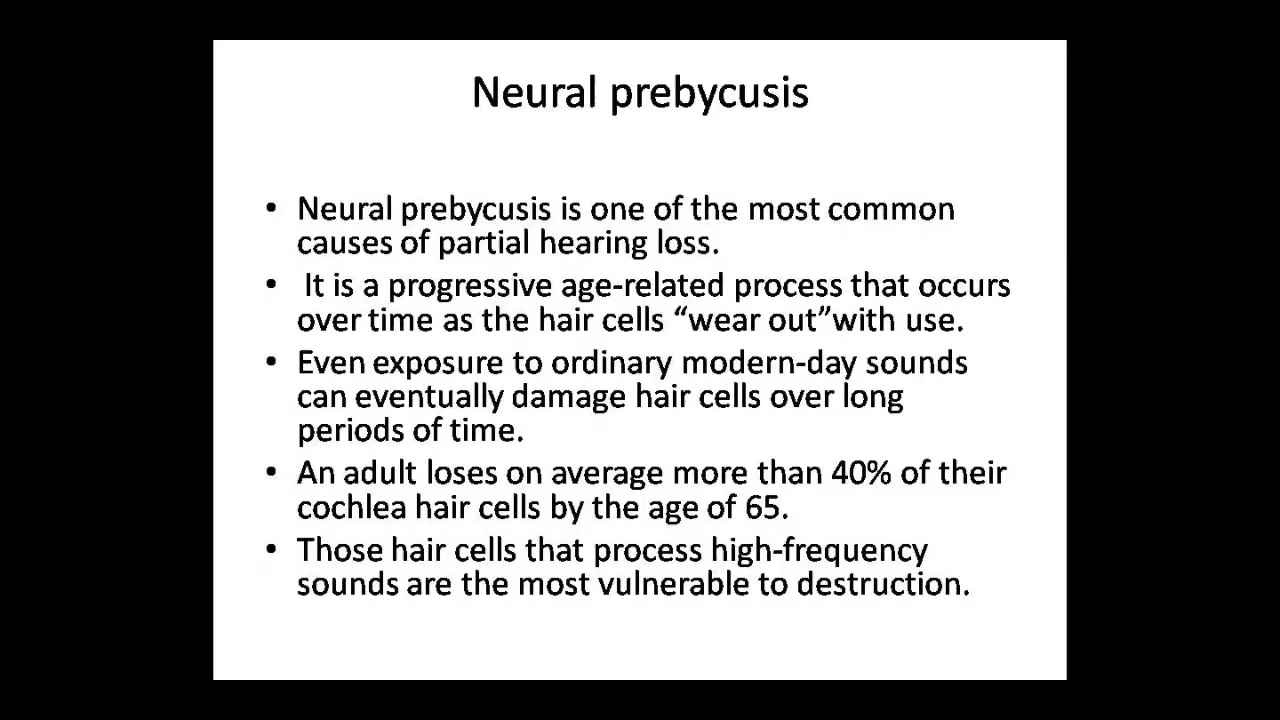 Neural prebycusis
• Neural prebycusis is one of the most common
causes of partial hearing loss.
• It is a progressive age-related process that occurs
over time as the hair cells “wear out”with use.
• Even exposure to ordinary modern-day sounds
can eventually damage hair cells over long
periods of time.
• An adult loses on average more than 40% of their
cochlea hair cells by the age of 65.
• Those hair cells that process high-frequency
sounds are the most vulnerable to destruction.